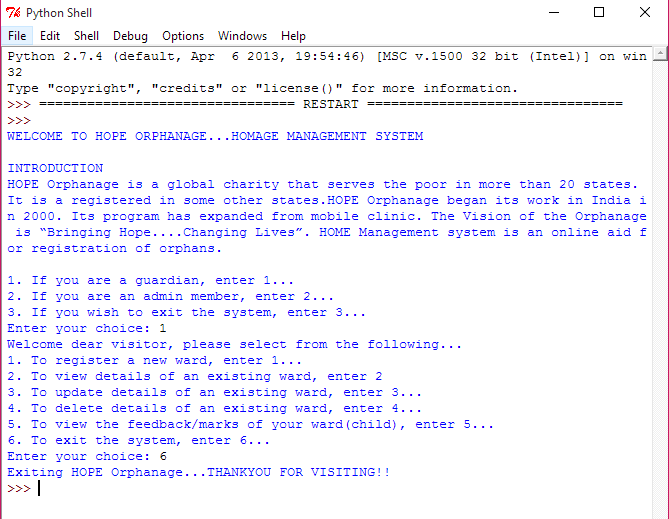 Python Shell
File Edit Shell Debug Options Windows Help
Python 2.7.4 (default, Apr  6 2013, 19:54:46) [MSC v.1500 32 bit (Intel)] on win
32
Type "copyright", "credits" or "license()" for more information.
>>> ================================ RESTART ================================
>>>
WELCOME TO HOPE ORPHANAGE...HOMAGE MANAGEMENT SYSTEM
INTRODUCTION
HOPE Orphanage is a global charity that serves the poor in more than 20 states.
It is a registered in some other states.HOPE Orphanage began its work in India i
n 2000. Its program has expanded from mobile clinic. The Vision of the Orphanage
 is “Bringing Hope....Changing Lives”. HOME Management system is an online aid f
or registration of orphans.
1. If you are a guardian, enter 1...
2. If you are an admin member, enter 2...
3. If you wish to exit the system, enter 3...
Enter your choice: 1
Welcome dear visitor, please select from the following...
1. To register a new ward, enter 1...
2. To view details of an existing ward, enter 2
3. To update details of an existing ward, enter 3...
4. To delete details of an existing ward, enter 4...
5. To view the feedback/marks of your ward(child), enter 5...
6. To exit the system, enter 6...
Enter your choice: 6
Exiting HOPE Orphanage...THANKYOU FOR VISITING!!
>>>